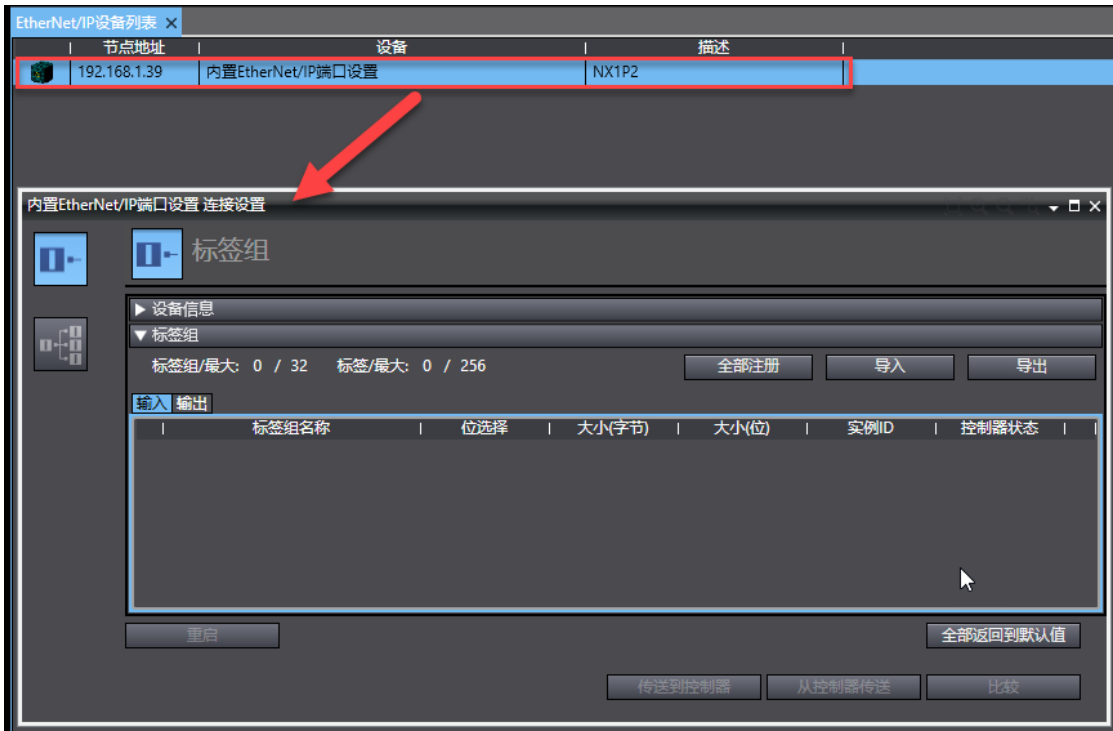 EtherNet/IP设备列表
节点地址 设备 描述
192.168.1.39 内置EtherNet/IP端口设置 NX1P2
内置EtherNet/IP端口设置 连接设置
标签组
设备信息
标签组
标签组/最大: 0 / 32 标签/最大: 0 / 256 全部注册 导入 导出
输入 输出
标签组名称 位选择 大小(字节) 大小(位) 实例ID 控制器状态
重启 全部返回到默认值
传送到控制器 从控制器传送 比较